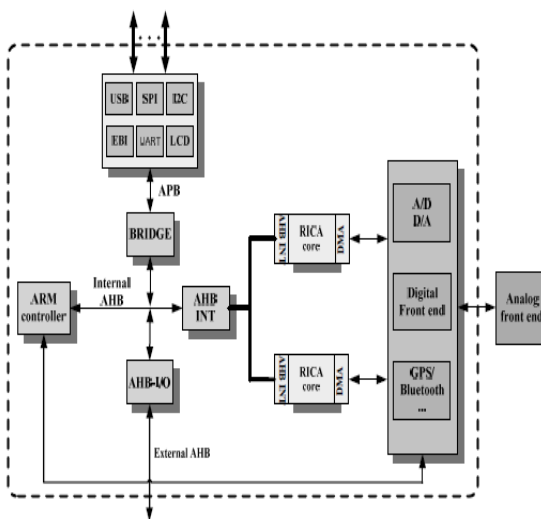 USB SPI I2C
EBI UART LCD
APB
BRIDGE
Internal
AHB
ARM
controller
AHB
INT
AHB-I/O
External AHB
AHB INT
RICA
core
DMA
AHB INT
RICA
core
DMA
A/D
D/A
Digital
Front end
GPS/
Bluetooth
...
Analog
front end